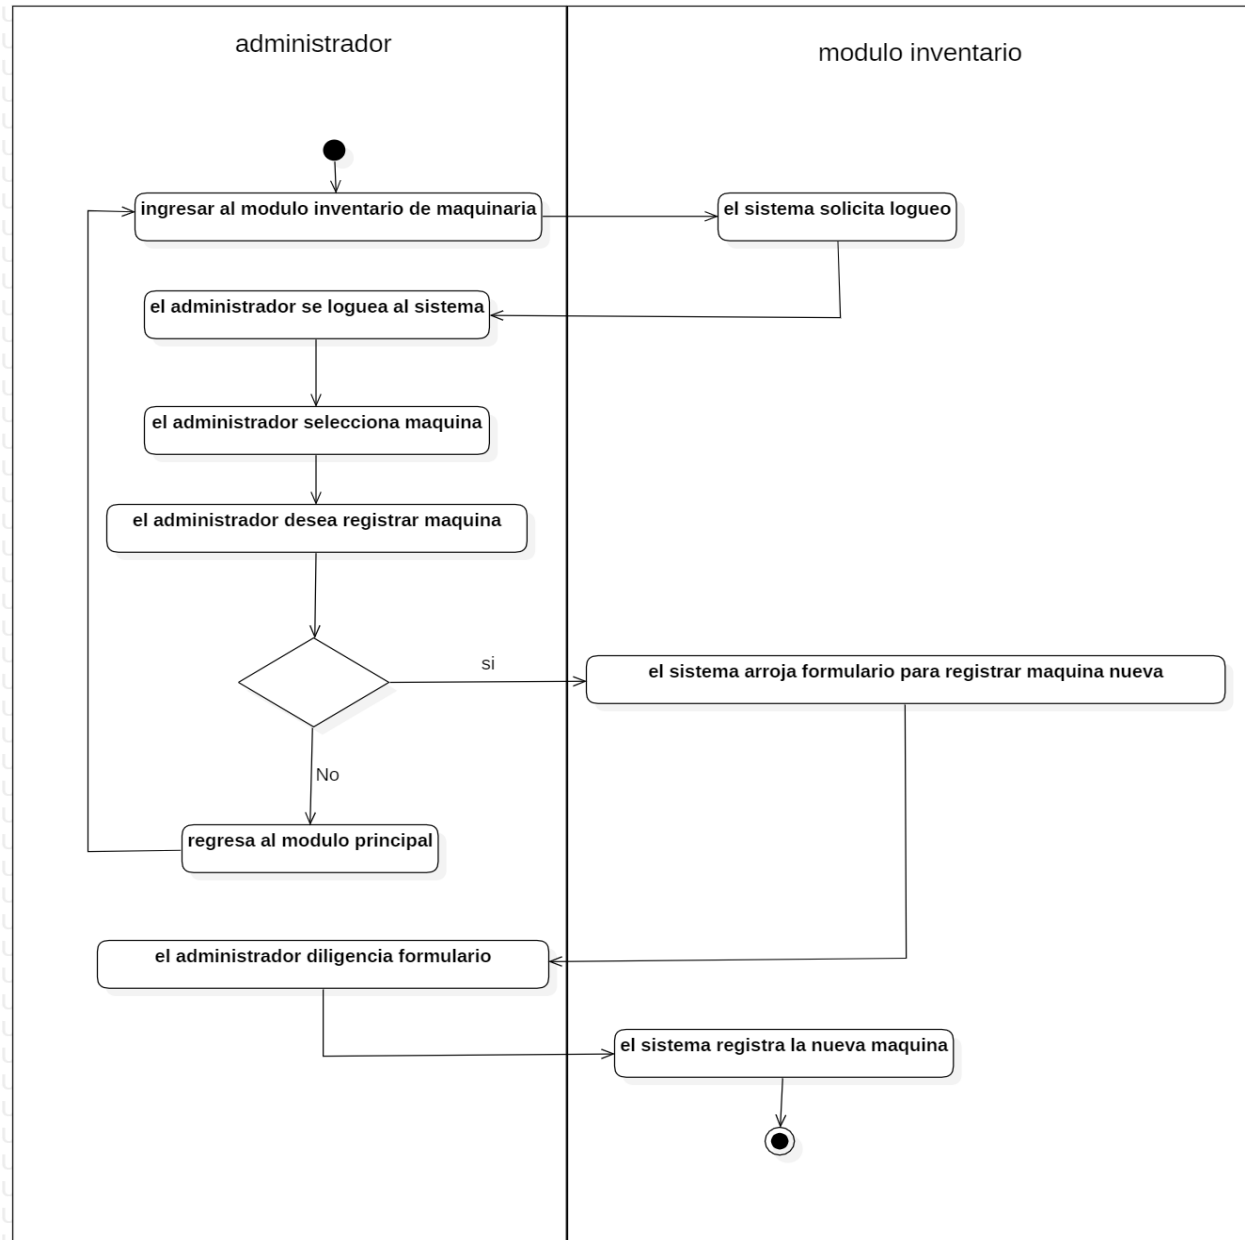 administrador
modulo inventario
ingresar al modulo inventario de maquinaria
el sistema solicita logueo
el administrador se loguea al sistema
el administrador selecciona maquina
el administrador desea registrar maquina
si
el sistema arroja formulario para registrar maquina nueva
No
regresa al modulo principal
el administrador diligencia formulario
el sistema registra la nueva maquina